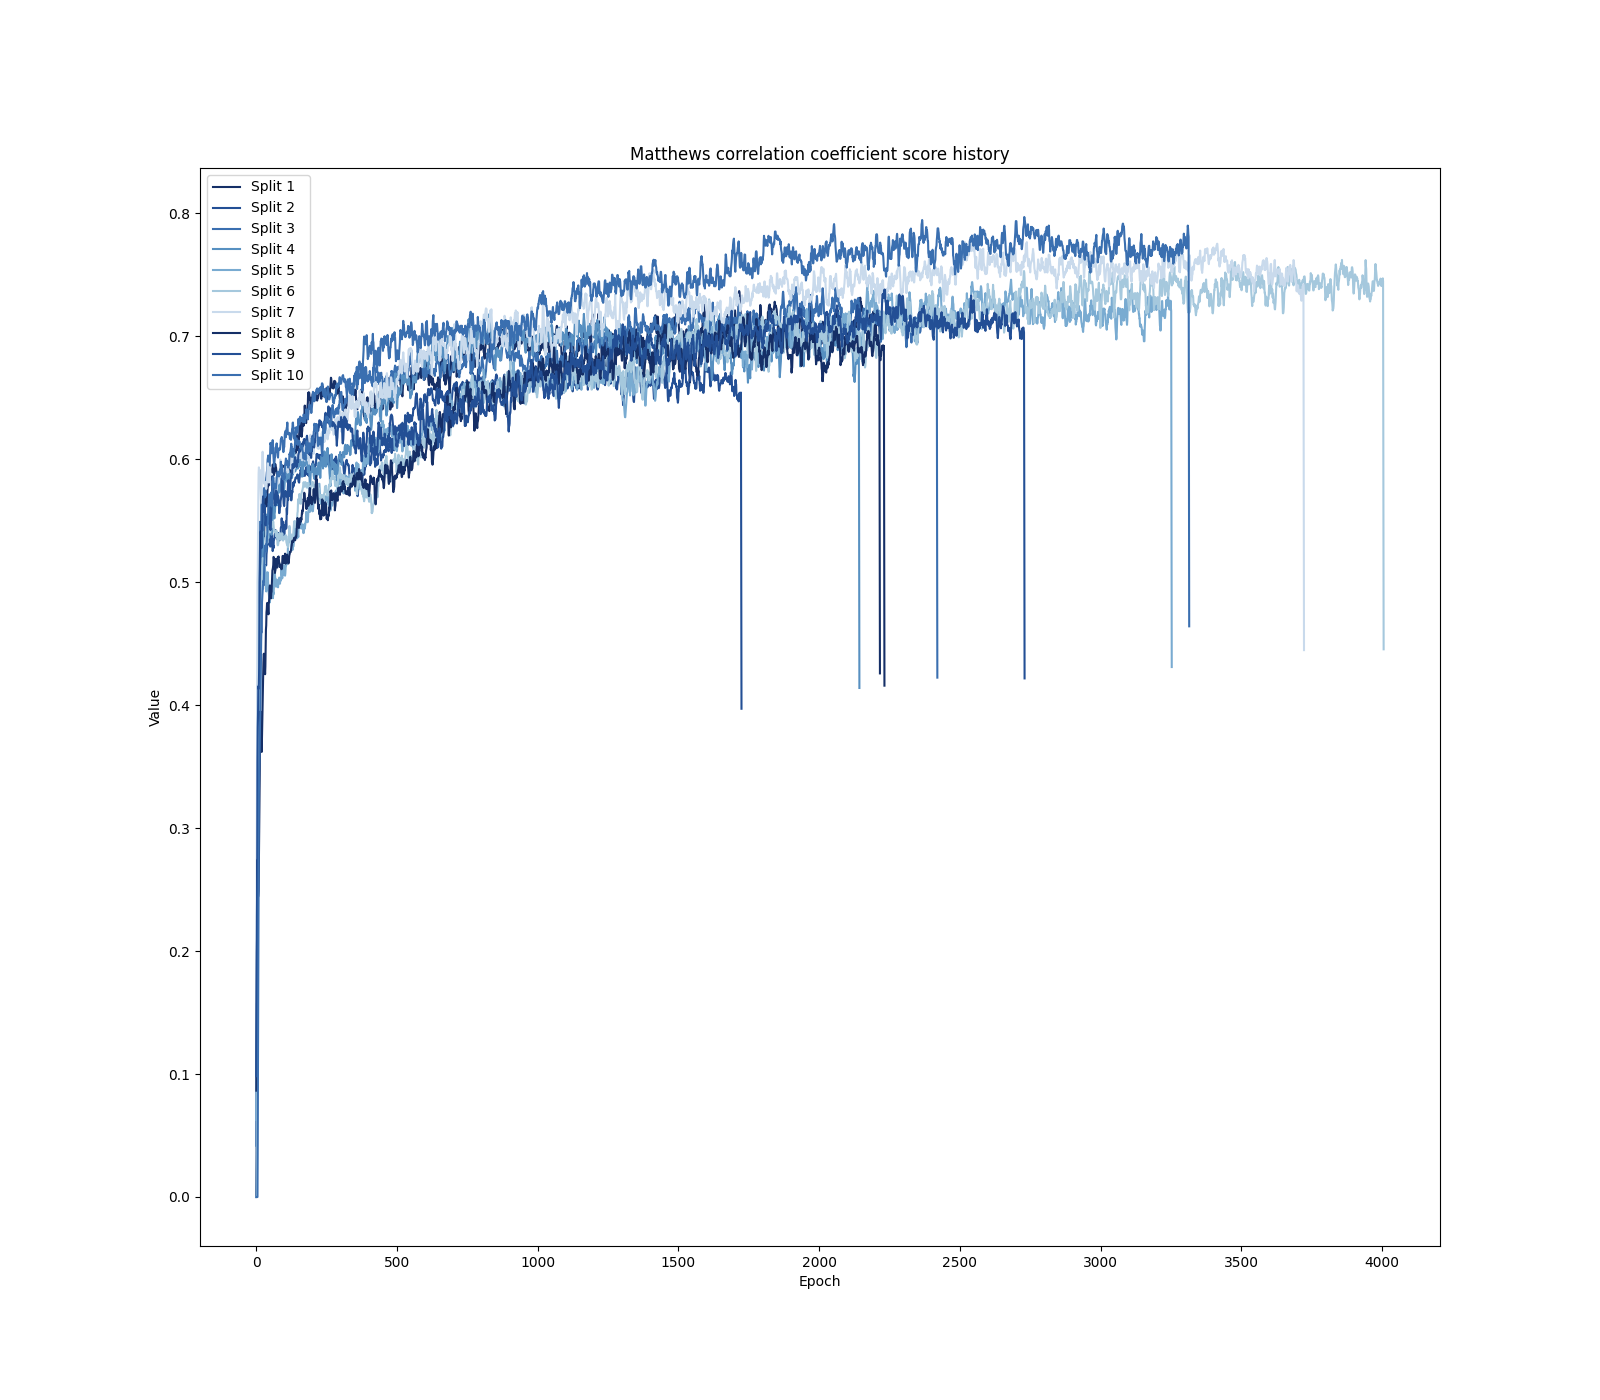 Matthews correlation coefficient score history
Split 1
Split 2
Split 3
Split 4
Split 5
Split 6
Split 7
Split 8
Split 9
Split 10
0.8
0.7
0.6
0.5
0.4
0.3
0.2
0.1
0.0
Value
0 500 1000 1500 2000 2500 3000 3500 4000
Epoch